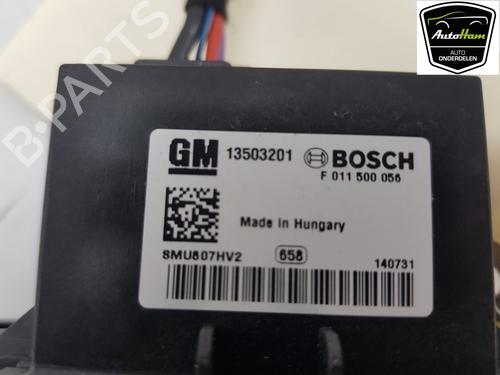 AutoHam
AUTO
ONDERDELEN
B-PARTS
GM 13503201 BOSCH
F 011 500 056
Made in Hungary
SMU807HV2 658 140731